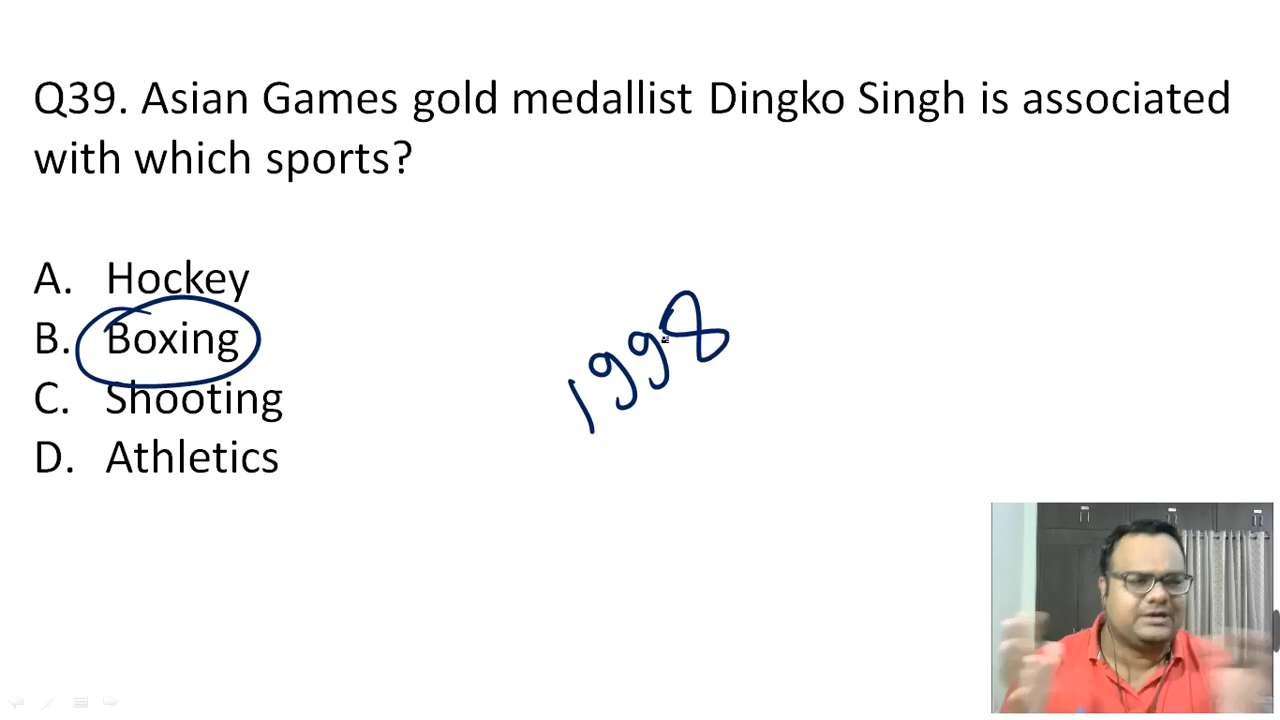 Q39. Asian Games gold medallist Dingko Singh is associated
with which sports?
A. Hockey
B. Boxing
C. Shooting
D. Athletics
1998